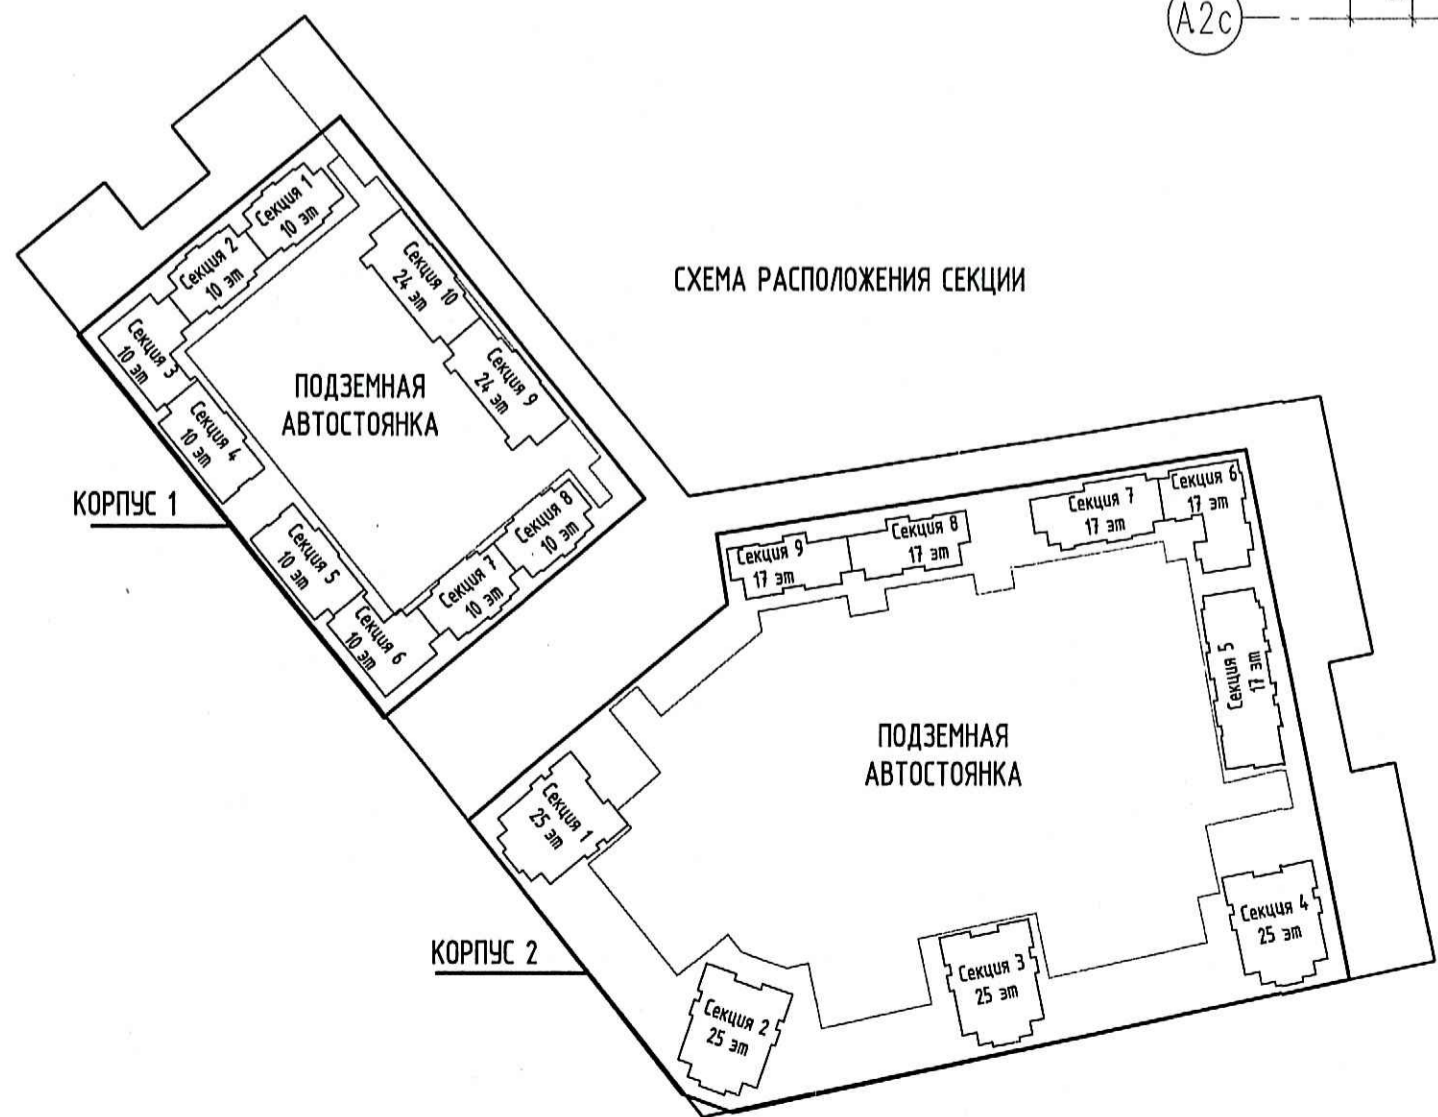 А2с
СХЕМА РАСПОЛОЖЕНИЯ СЕКЦИИ
Секция 1
10 эт
Секция 2
10 эт
Секция 3
10 эт
Секция 4
10 эт
Секция 10
24 эт
Секция 9
24 эт
ПОДЗЕМНАЯ
АВТОСТОЯНКА
КОРПУС 1
Секция 5
10 эт
Секция 6
10 эт
Секция 7
10 эт
Секция 8
10 эт
Секция 9
17 эт
Секция 8
17 эт
Секция 7
17 эт
Секция 6
17 эт
Секция 5
17 эт
ПОДЗЕМНАЯ
АВТОСТОЯНКА
Секция 1
25 эт
КОРПУС 2
Секция 2
25 эт
Секция 3
25 эт
Секция 4
25 эт